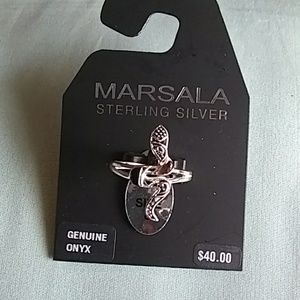 MARSALA
STERLING SILVER
GENUINE
ONYX
$40.00